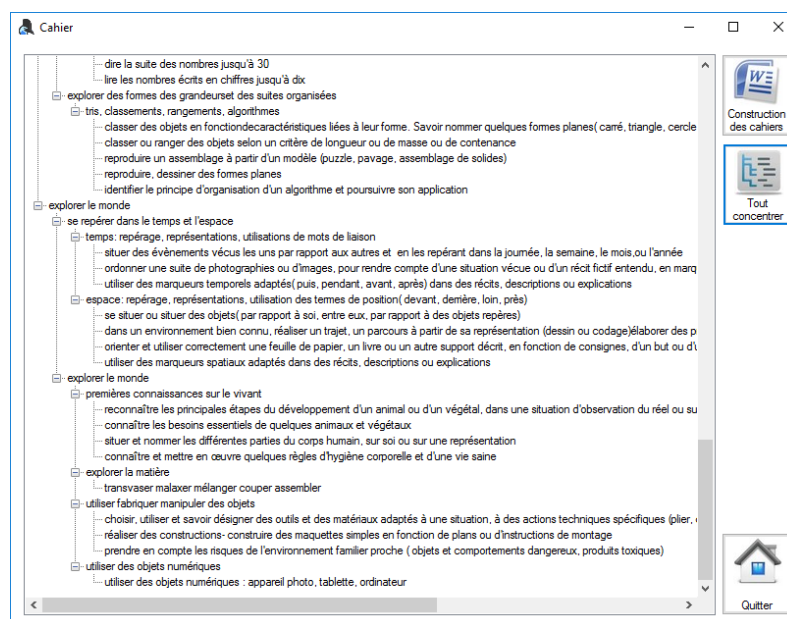 Cahier
dire la suite des nombres jusqu'à 30
lire les nombres écrits en chiffres jusqu'à dix
explorer des formes des grandeurset des suites organisées
tris, classements, rangements, algorithmes
classer des objets en fonctiondecaractéristiques liées à leur forme. Savoir nommer quelques formes planes( carré, triangle, cercle
classer ou ranger des objets selon un critère de longueur ou de masse ou de contenance
reproduire un assemblage à partir d'un modèle (puzzle, pavage, assemblage de solides)
reproduire, dessiner des formes planes
identifier le principe d'organisation d'un algorithme et poursuivre son application
explorer le monde
se repérer dans le temps et l'espace
temps: repérage, représentations, utilisations de mots de liaison
situer des évènements vécus les uns par rapport aux autres et en les repérant dans la journée, la semaine, le mois,ou l'année
ordonner une suite de photographies ou d'images, pour rendre compte d'une situation vécue ou d'un récit fictif entendu, en marq
utiliser des marqueurs temporels adaptés( puis, pendant, avant, après) dans des récits, descriptions ou explications
espace: repérage, représentations, utilisation des termes de position( devant, derrière, loin, près)
se situer ou situer des objets( par rapport à soi, entre eux, par rapport à des objets repères)
dans un environnement bien connu, réaliser un trajet, un parcours à partir de sa représentation (dessin ou codage)élaborer des p
orienter et utiliser correctement une feuille de papier, un livre ou un autre support décrit, en fonction de consignes, d'un but ou d'u
utiliser des marqueurs spatiaux adaptés dans des récits, descriptions ou explications
explorer le monde
premières connaissances sur le vivant
reconnaître les principales étapes du développement d'un animal ou d'un végétal, dans une situation d'observation du réel ou su
connaître les besoins essentiels de quelques animaux et végétaux
situer et nommer les différentes parties du corps humain, sur soi ou sur une représentation
connaître et mettre en œuvre quelques règles d'hygiène corporelle et d'une vie saine
explorer la matière
transvaser malaxer mélanger couper assembler
utiliser fabriquer manipuler des objets
choisir, utiliser et savoir désigner des outils et des matériaux adaptés à une situation, à des actions techniques spécifiques (plier,
réaliser des constructions- construire des maquettes simples en fonction de plans ou d'instructions de montage
prendre en compte les risques de l'environnement familier proche ( objets et comportements dangereux, produits toxiques)
utiliser des objets numériques
utiliser des objets numériques : appareil photo, tablette, ordinateur
Construction
des cahiers
Tout
concentrer
Quitter